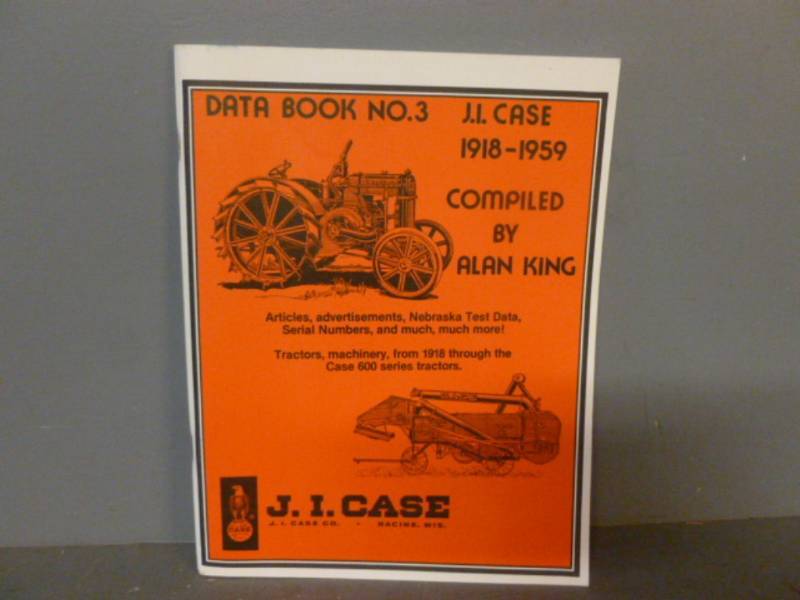 DATA BOOK NO.3 J.I. CASE
1918-1959
COMPILED
BY
ALAN KING
Articles, advertisements, Nebraska Test Data,
Serial Numbers, and much, much more!
Tractors, machinery, from 1918 through the
Case 600 series tractors.
J. I. CASE
J. I. CASE CO. • RACINE, WIS.
CASE